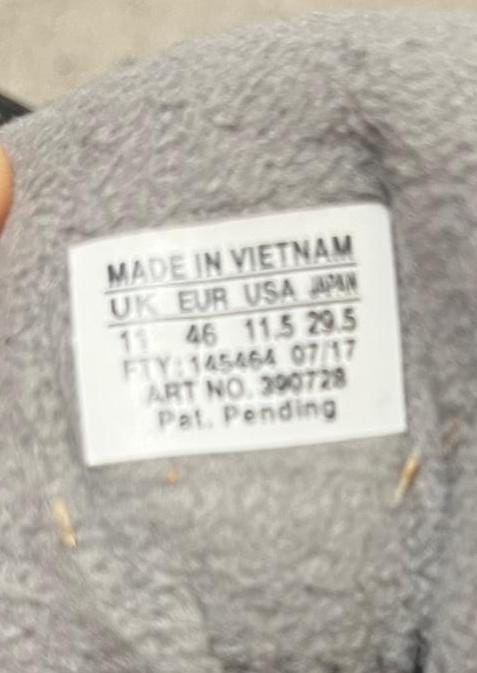 MADE IN VIETNAM
UK EUR USA JAPAN
11 46 11.5 29.5
FTY: 145464 07/17
ART NO. 390728
Pat. Pending